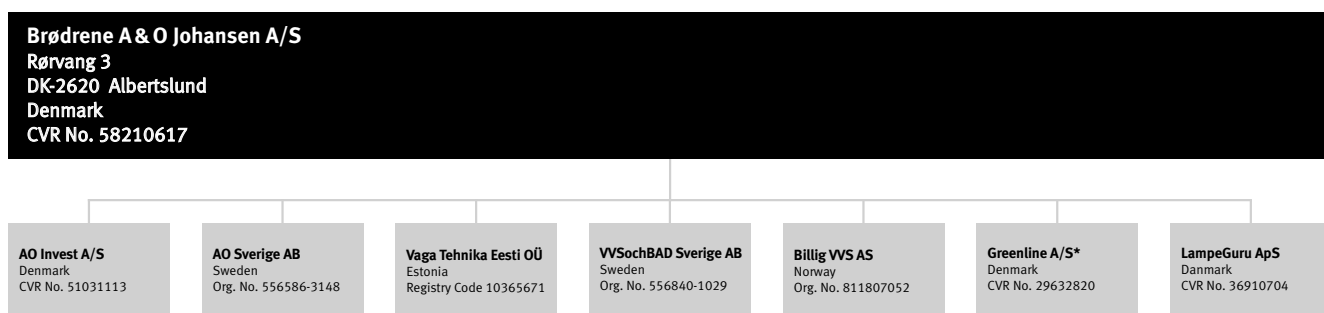 Brødrene A & O Johansen A/S
Rørvang 3
DK-2620 Albertslund
Denmark
CVR No. 58210617
AO Invest A/S
Denmark
CVR No. 51031113
AO Sverige AB
Sweden
Org. No. 556586-3148
Vaga Tehnika Eesti OÜ
Estonia
Registry Code 10365671
VVSochBAD Sverige AB
Sweden
Org. No. 556840-1029
Billig VVS AS
Norway
Org. No. 811807052
Greenline A/S*
Denmark
CVR No. 29632820
LampeGuru ApS
Danmark
CVR No. 36910704